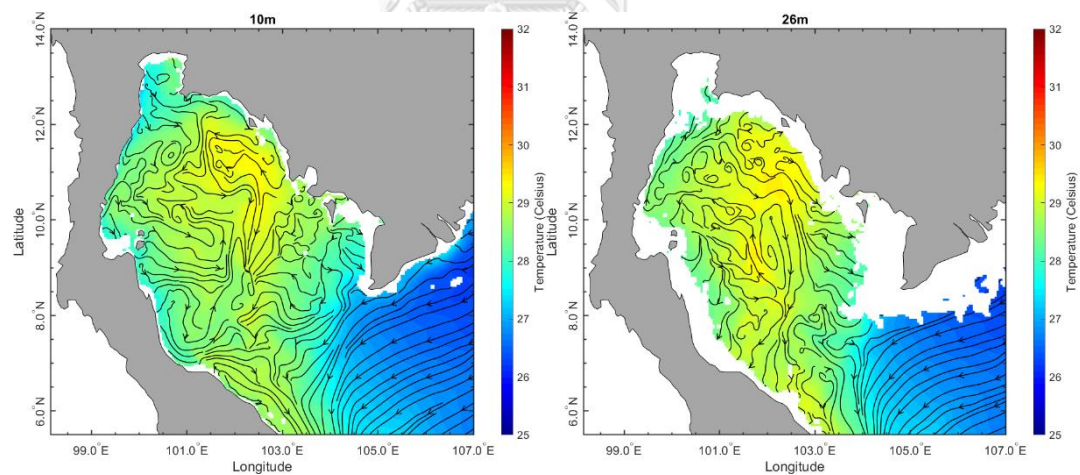 10m
14.0°N
12.0°N
10.0°N
8.0°N
6.0°N
Latitude
99.0°E
101.0°E
103.0°E
105.0°E
107.0°E
Longitude
32
31
30
29
28
27
26
25
Temperature (Celsius)
26m
14.0°N
12.0°N
10.0°N
8.0°N
6.0°N
Latitude
99.0°E
101.0°E
103.0°E
105.0°E
107.0°E
Longitude
32
31
30
29
28
27
26
25
Temperature (Celsius)